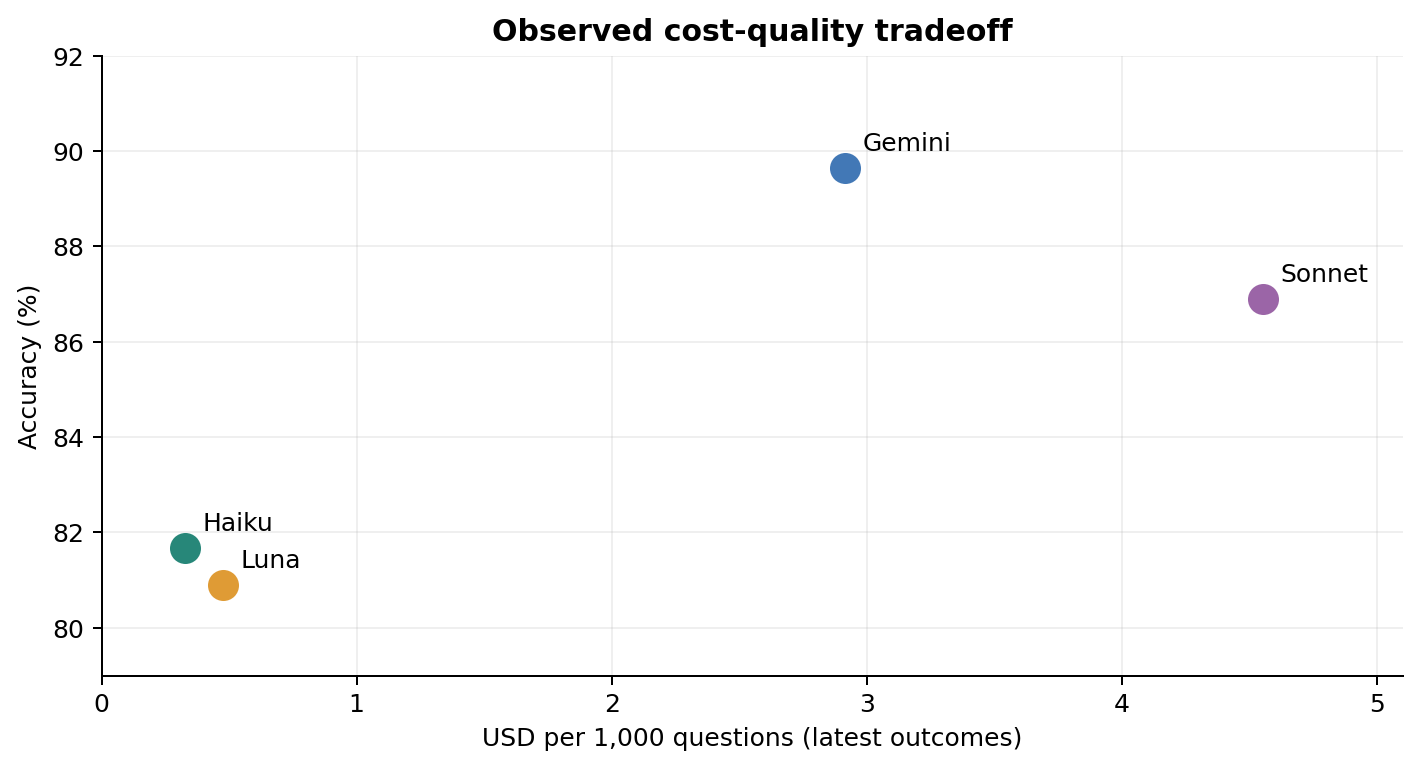 Observed cost-quality tradeoff
92
90
88
86
84
82
80
Accuracy (%)
Gemini
Sonnet
Haiku
Luna
0 1 2 3 4 5
USD per 1,000 questions (latest outcomes)